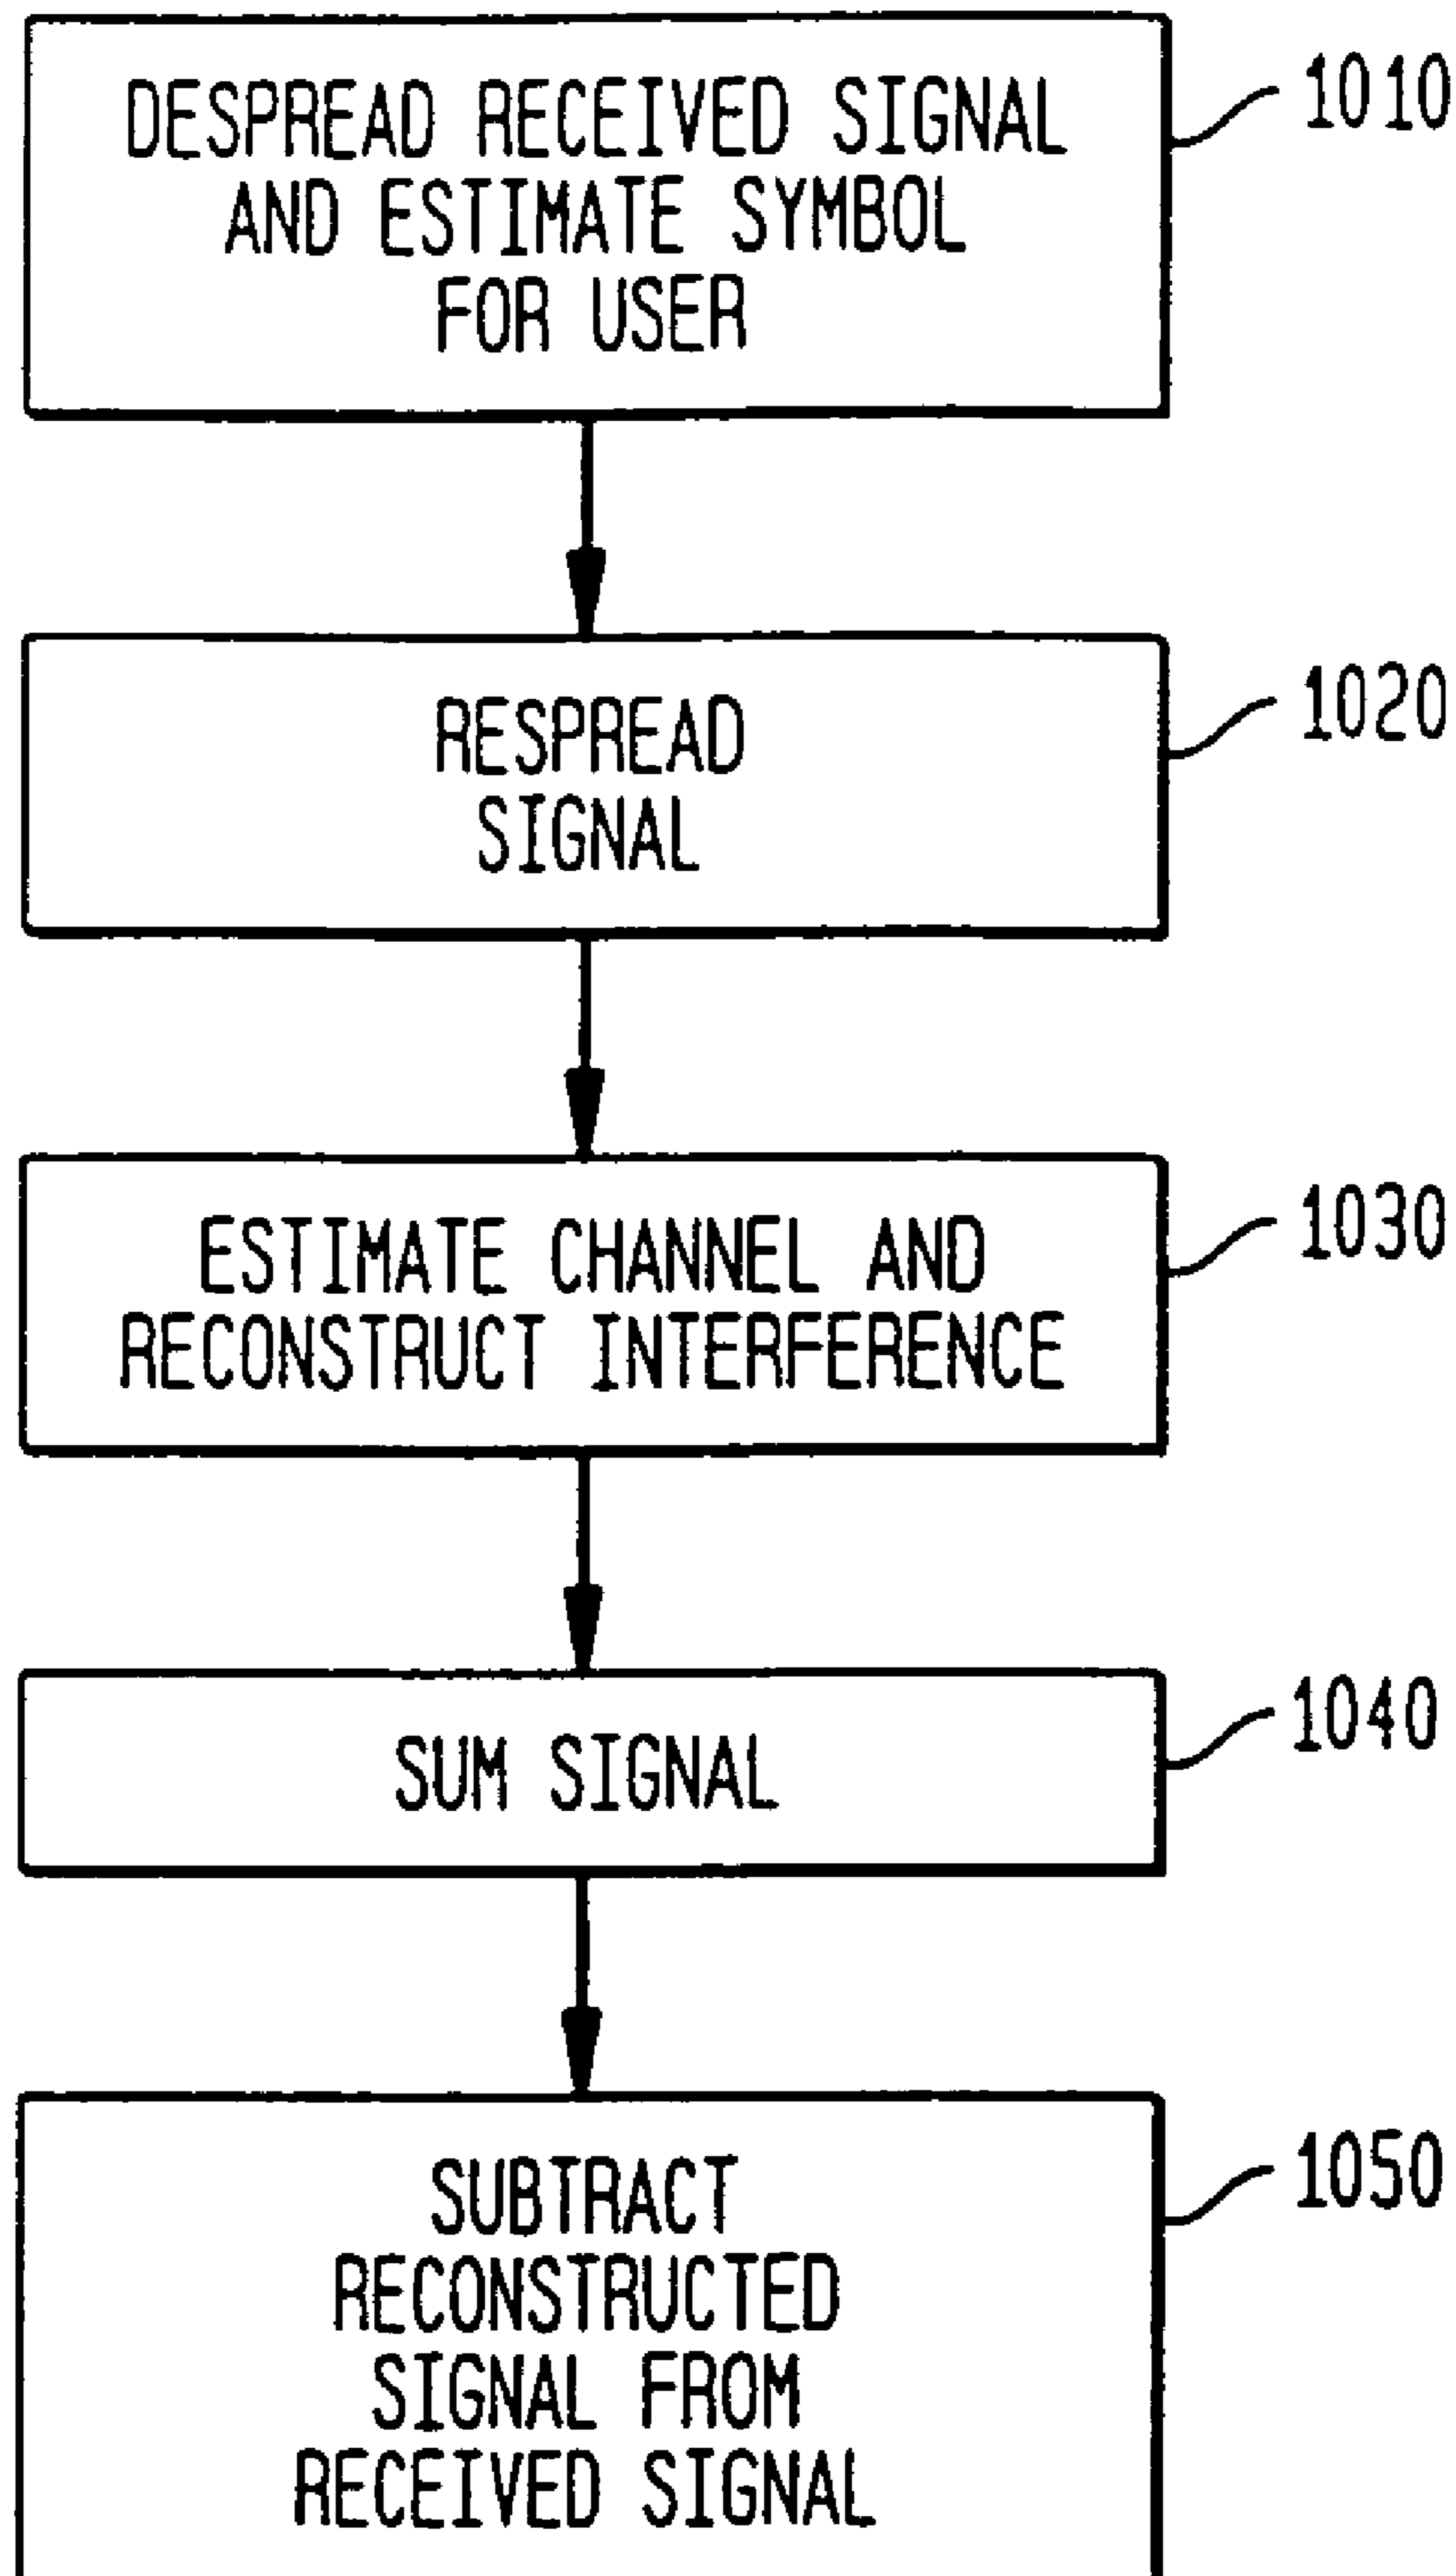 DESPREAD RECEIVED SIGNAL
AND ESTIMATE SYMBOL
FOR USER
1010
RESPREAD
SIGNAL
1020
ESTIMATE CHANNEL AND
RECONSTRUCT INTERFERENCE
1030
SUM SIGNAL
1040
SUBTRACT
RECONSTRUCTED
SIGNAL FROM
RECEIVED SIGNAL
1050